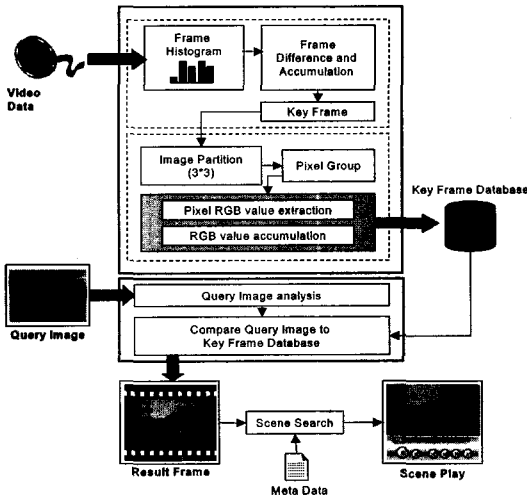 Frame
Histogram
Frame
Difference and
Accumulation
Video
Data
Key Frame
Image Partition
(3*3)
Pixel Group
Key Frame Database
Pixel RGB value extraction
RGB value accumulation
Query Image analysis
Query Image
Compare Query Image to
Key Frame Database
Scene Search
Result Frame
Meta Data
Scene Play